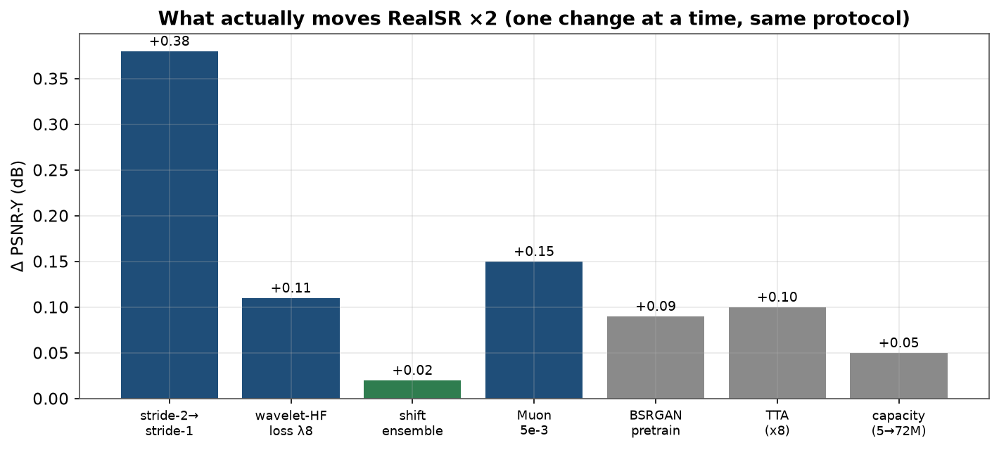 What actually moves RealSR ×2 (one change at a time, same protocol)
Δ PSNR-Y (dB)
0.35
0.30
0.25
0.20
0.15
0.10
0.05
0.00
+0.38
+0.11
+0.02
+0.15
+0.09
+0.10
+0.05
stride-2→
stride-1
wavelet-HF
loss λ8
shift
ensemble
Muon
5e-3
BSRGAN
pretrain
TTA
(x8)
capacity
(5→72M)